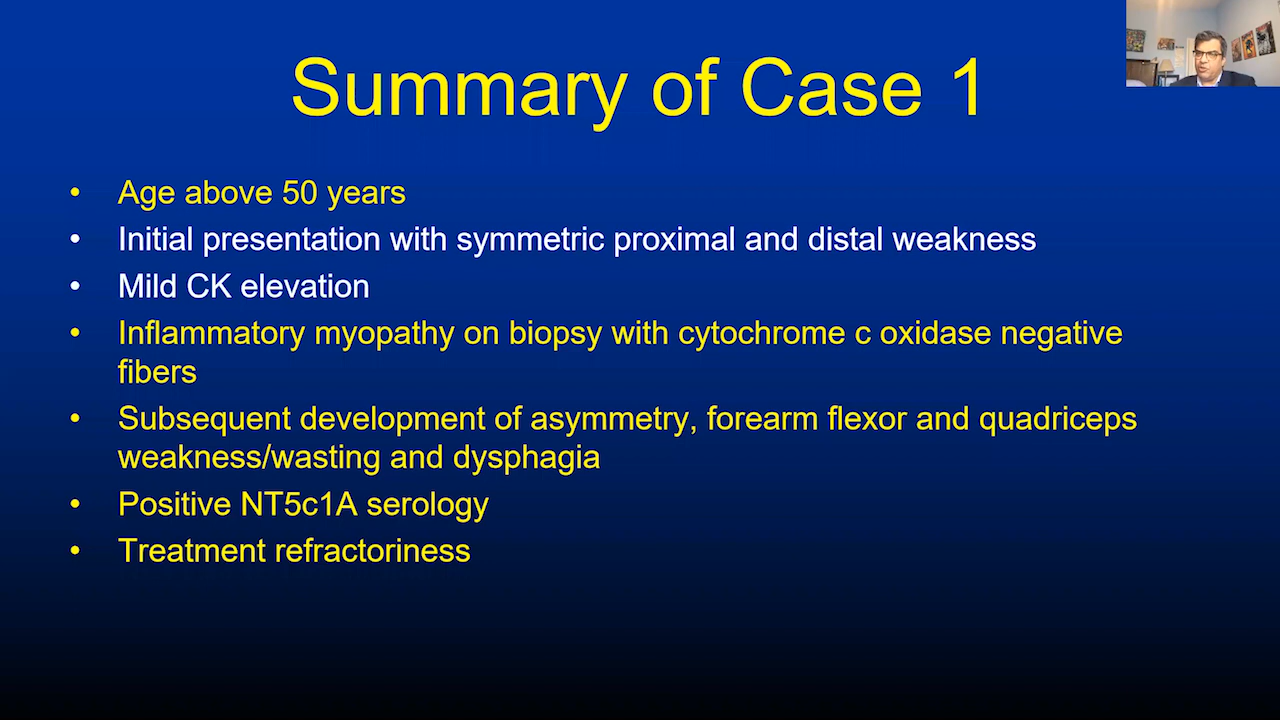 Summary of Case 1
• Age above 50 years
• Initial presentation with symmetric proximal and distal weakness
• Mild CK elevation
• Inflammatory myopathy on biopsy with cytochrome c oxidase negative
fibers
• Subsequent development of asymmetry, forearm flexor and quadriceps
weakness/wasting and dysphagia
• Positive NT5c1A serology
• Treatment refractoriness